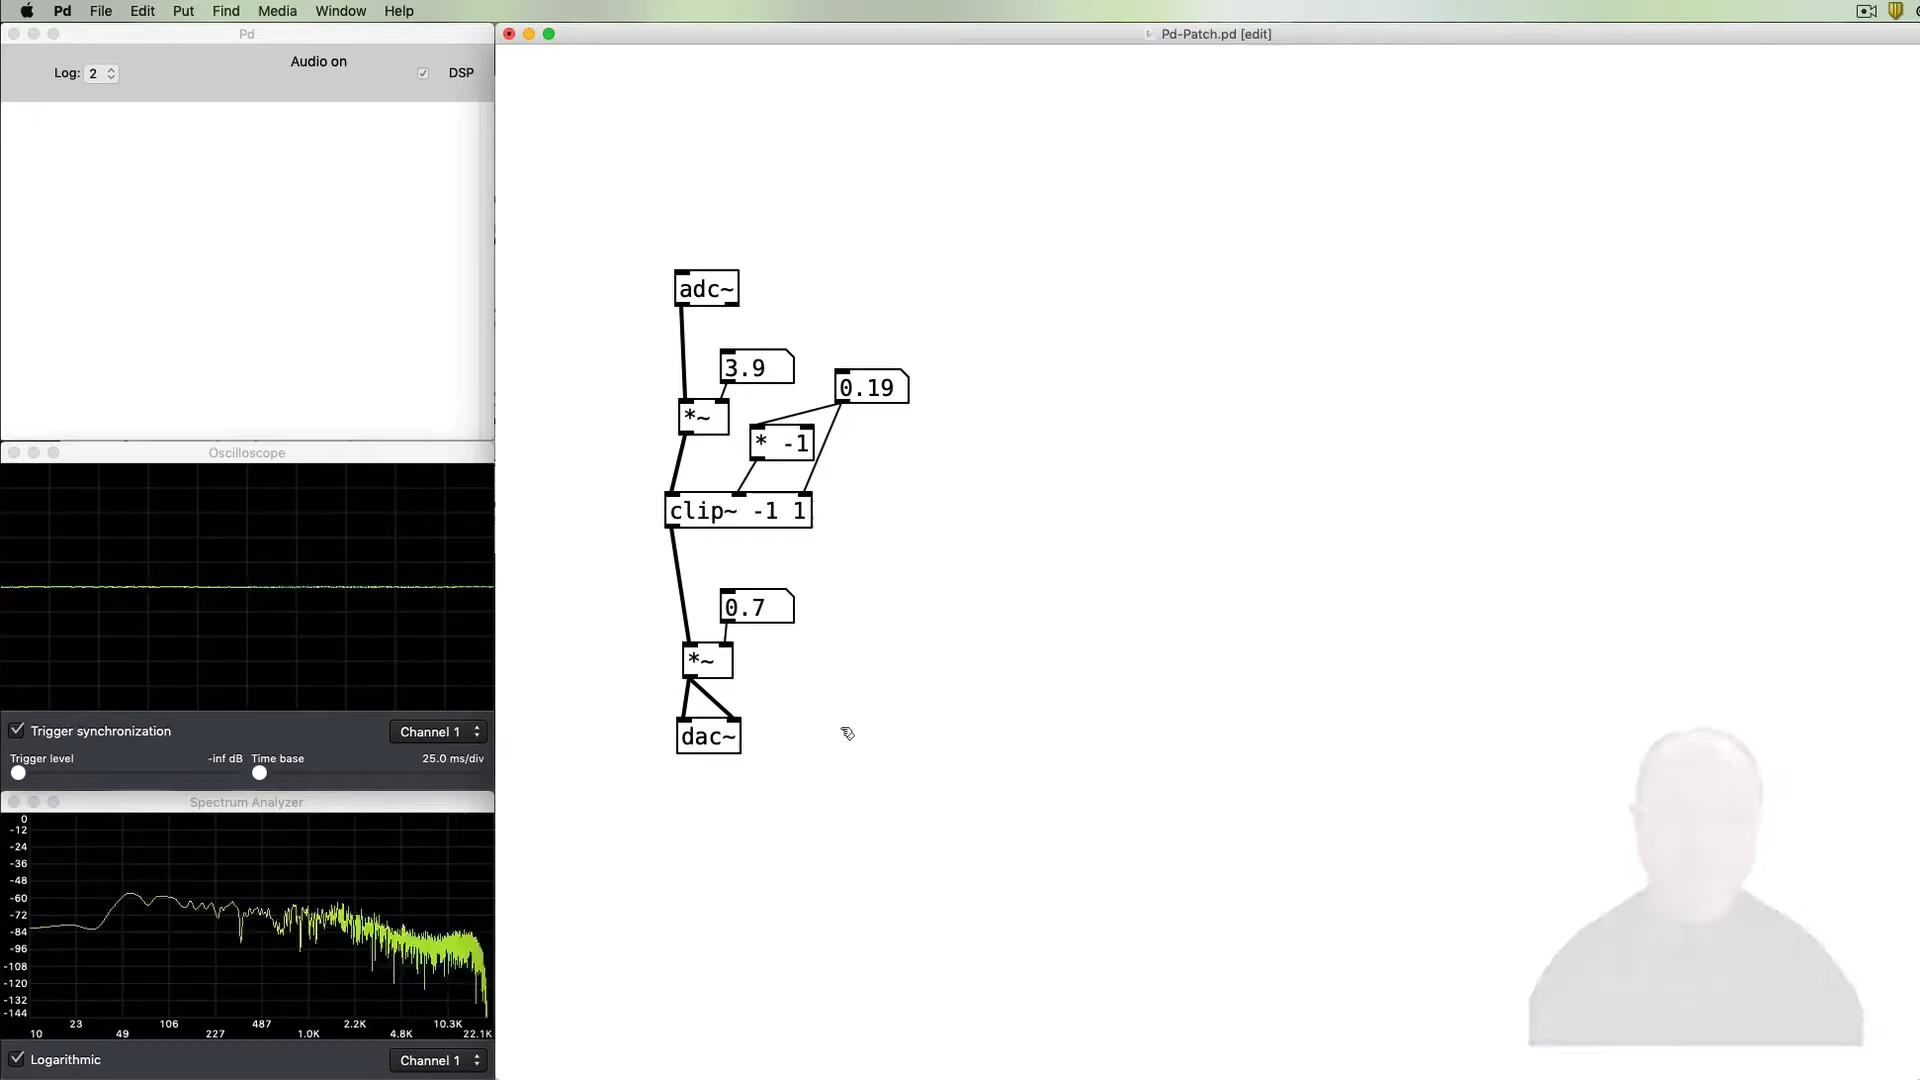 Pd File Edit Put Find Media Window Help
Pd
Audio on
Log: 2
DSP
Pd-Patch.pd [edit]
adc~
3.9
0.19
*~
* -1
clip~ -1 1
0.7
*~
dac~
Oscilloscope
Trigger synchronization
Channel 1
Trigger level
-inf dB
Time base
25.0 ms/div
Spectrum Analyzer
0
-12
-24
-36
-48
-60
-72
-84
-96
-108
-120
-132
-144
23 106 487 2.2K 10.3K
10 49 227 1.0K 4.8K 22.1K
Logarithmic
Channel 1